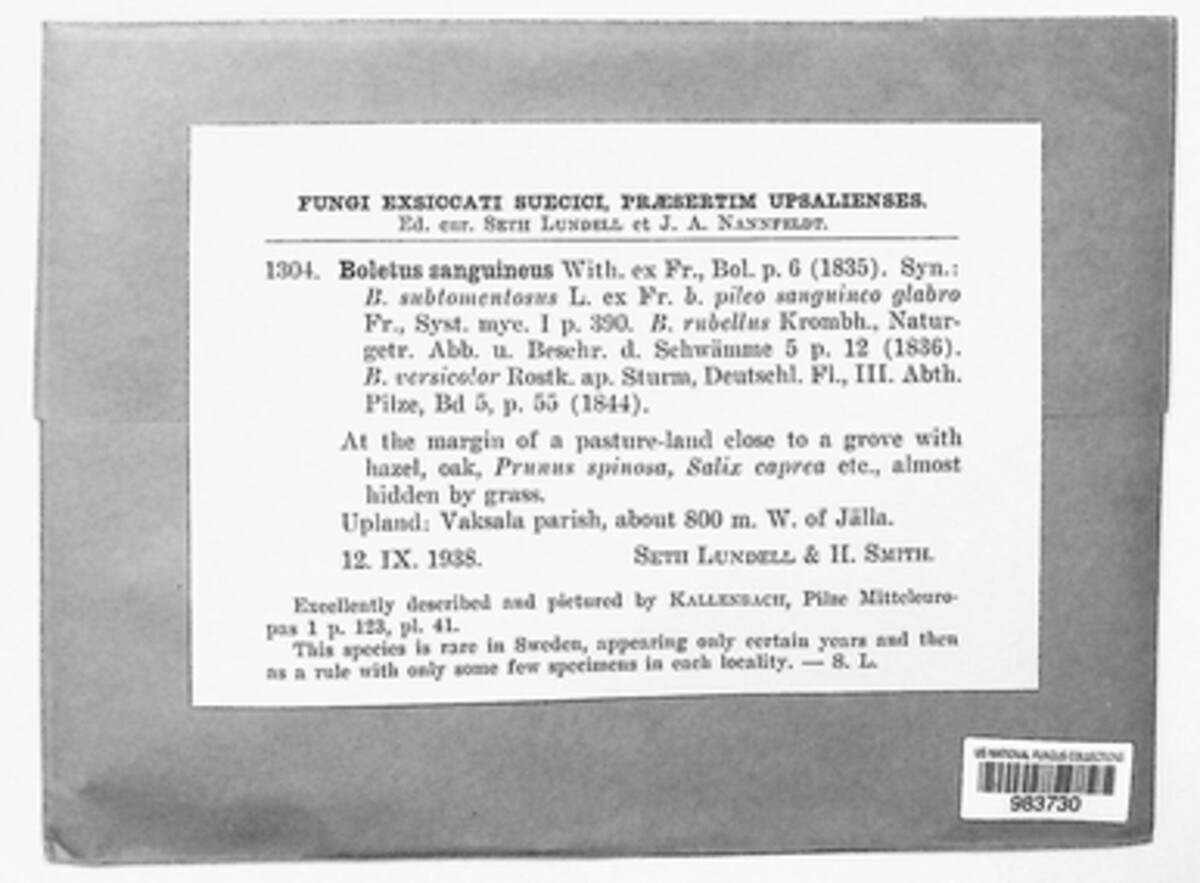 FUNGI EXSICCATI SUECICI, PRÆSERTIM UPSALIENSES.
Ed. cur. SETH LUNDELL et J. A. NANNFELDT.
1304. Boletus sanguineus With. ex Fr., Bol. p. 6 (1835). Syn.:
B. subtomentosus L. ex Fr. b. pileo sanguineo glabro
Fr., Syst. myc. I p. 390. B. rubellus Krombh., Natur-
getr. Abb. u. Beschr. d. Schwämme 5 p. 12 (1836).
B. versicolor Rostk. ap. Sturm, Deutschl. Fl., III. Abth.
Pilze, Bd 5, p. 55 (1844).
At the margin of a pasture-land close to a grove with
hazel, oak, Prunus spinosa, Salix caprea etc., almost
hidden by grass.
Upland: Vaksala parish, about 800 m. W. of Jälla.
12. IX. 1938. SETH LUNDELL & H. SMITH.
Excellently described and pictured by KALLENBACH, Pilze Mitteleuro-
pas 1 p. 123, pl. 41.
This species is rare in Sweden, appearing only certain years and then
as a rule with only some few specimens in each locality. — S. L.
US NATIONAL FUNGUS COLLECTIONS
983730